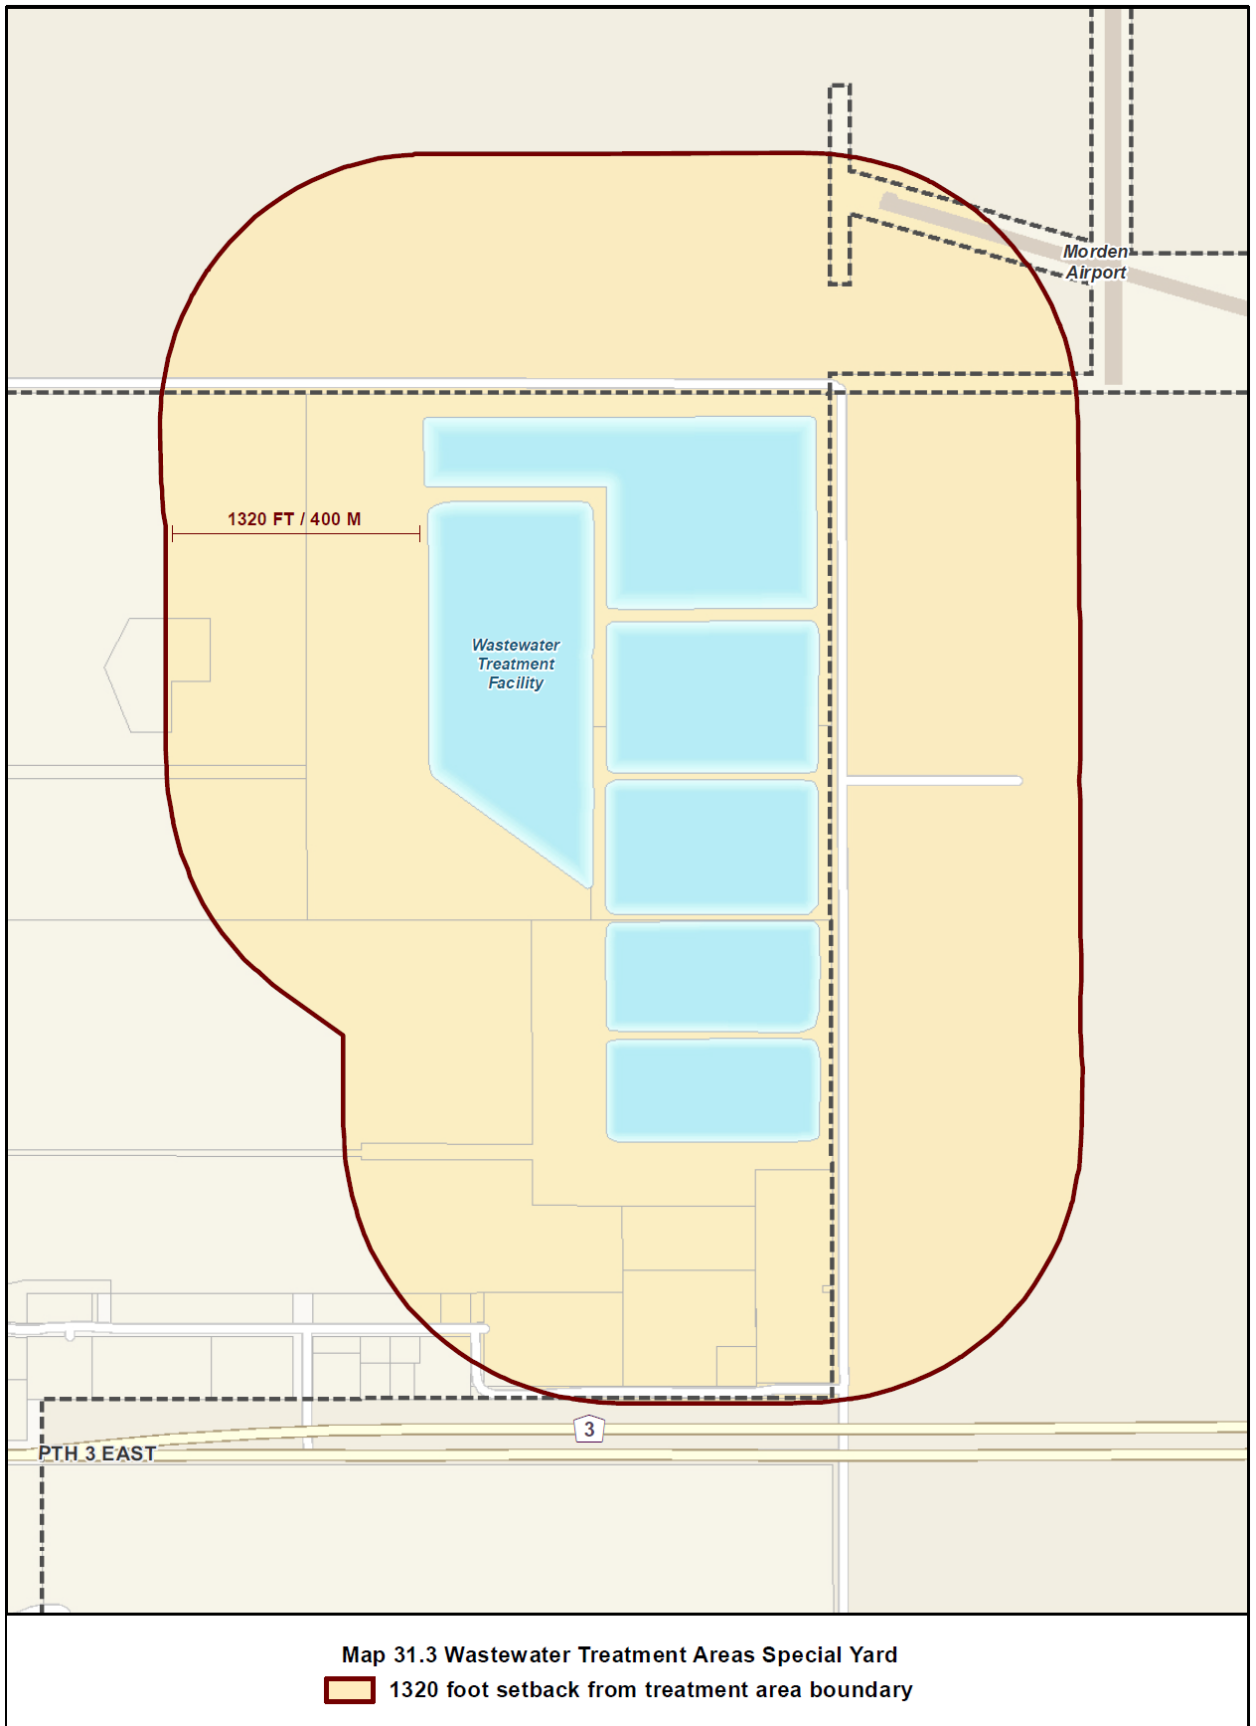 Morden
Airport
1320 FT / 400 M
Wastewater
Treatment
Facility
3
PTH 3 EAST
Map 31.3 Wastewater Treatment Areas Special Yard
1320 foot setback from treatment area boundary